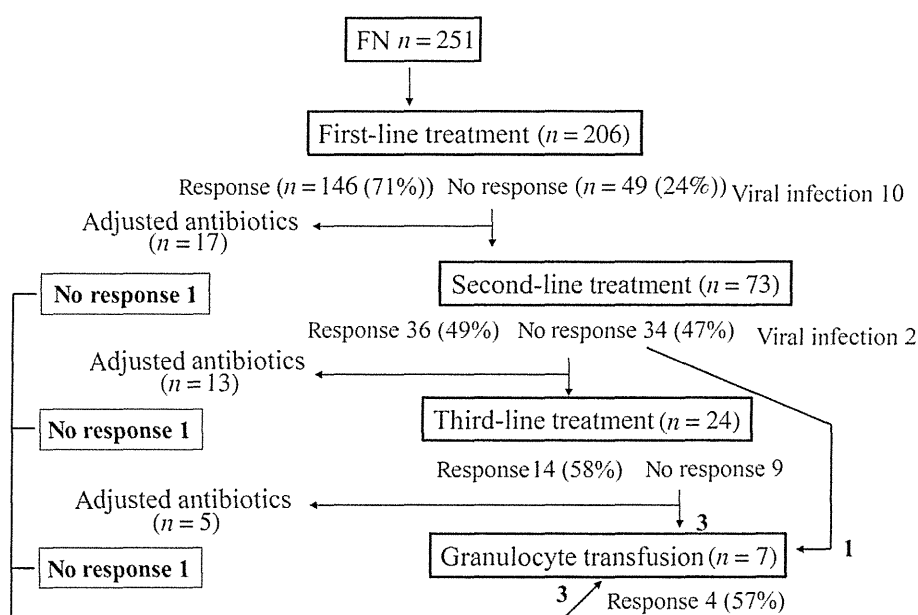 FN n = 251
First-line treatment (n = 206)
Response (n = 146 (71%)) No response (n = 49 (24%)) Viral infection 10
Adjusted antibiotics
(n = 17)
Second-line treatment (n = 73)
No response 1
Response 36 (49%) No response 34 (47%) Viral infection 2
Adjusted antibiotics
(n = 13)
Third-line treatment (n = 24)
No response 1
Response 14 (58%) No response 9
Adjusted antibiotics
(n = 5)
3
Granulocyte transfusion (n = 7)
1
No response 1
3
Response 4 (57%)